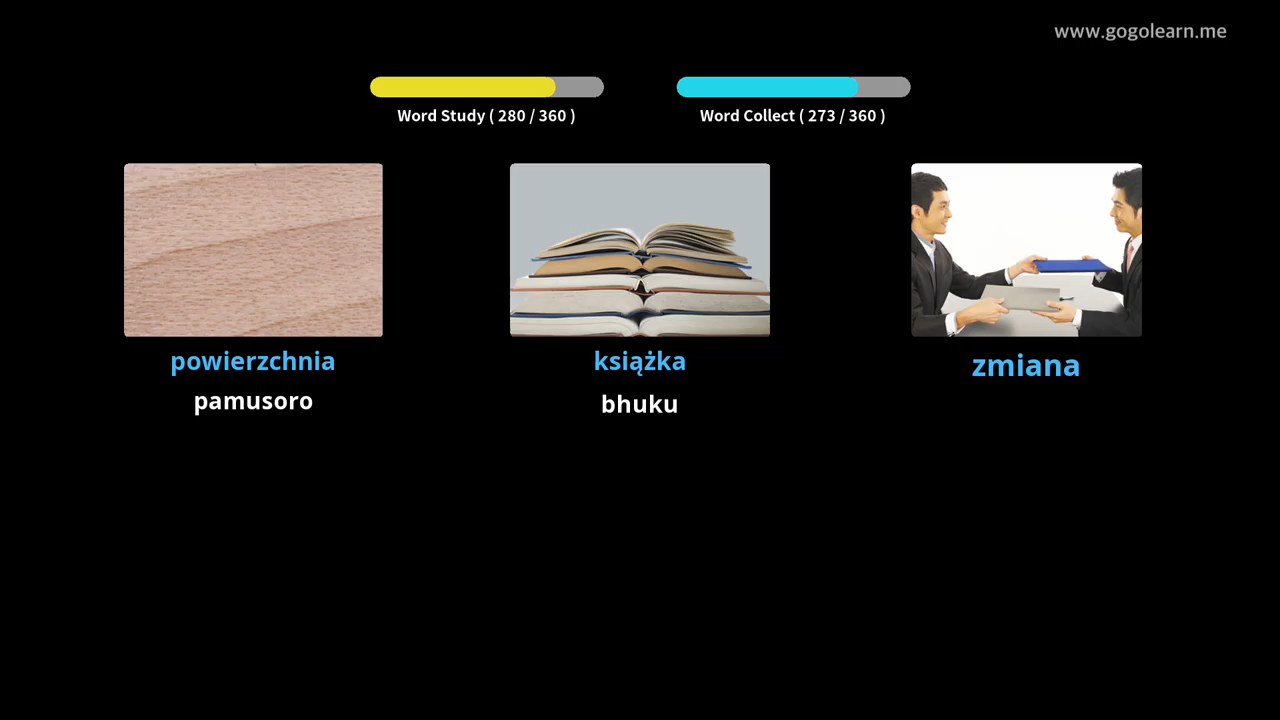 www.gogolearn.me
Word Study ( 280 / 360 )
Word Collect ( 273 / 360 )
powierzchnia
książka
zmiana
pamusoro
bhuku